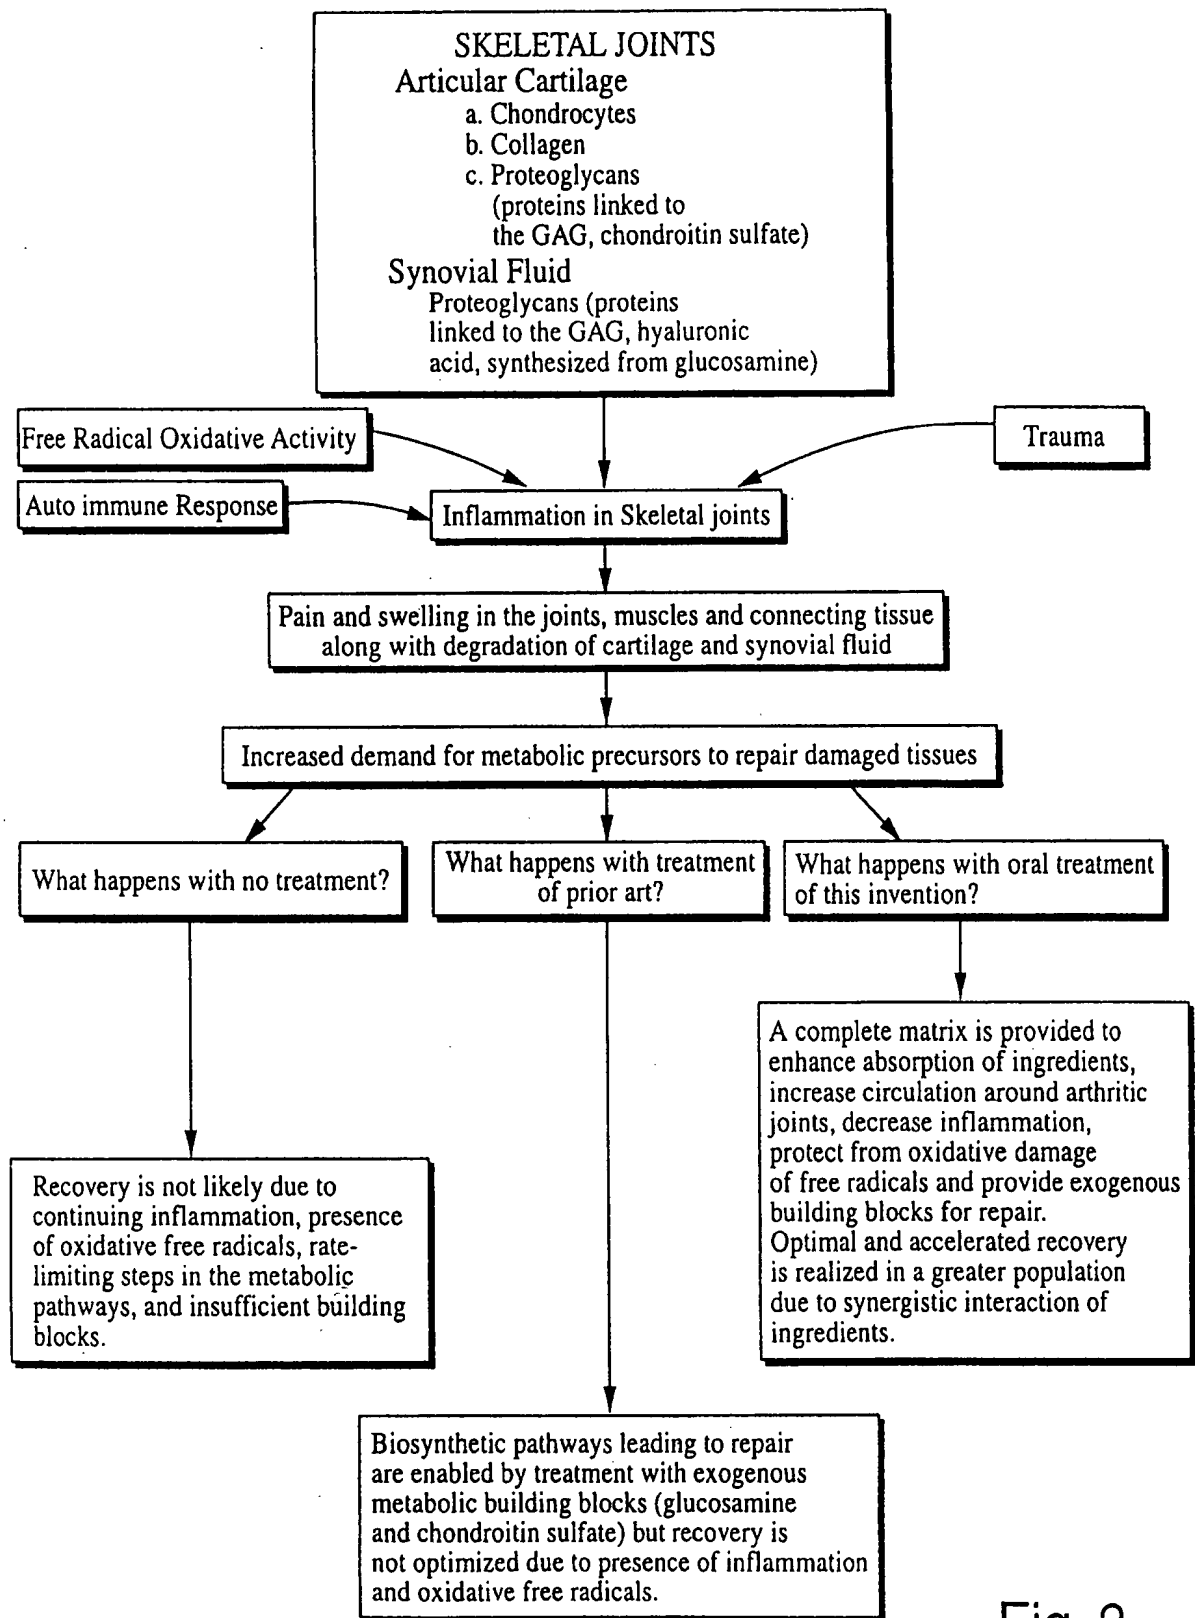 SKELETAL JOINTS
Articular Cartilage
a. Chondrocytes
b. Collagen
c. Proteoglycans
(proteins linked to
the GAG, chondroitin sulfate)
Synovial Fluid
Proteoglycans (proteins
linked to the GAG, hyaluronic
acid, synthesized from glucosamine)
Free Radical Oxidative Activity
Trauma
Auto immune Response
Inflammation in Skeletal joints
Pain and swelling in the joints, muscles and connecting tissue
along with degradation of cartilage and synovial fluid
Increased demand for metabolic precursors to repair damaged tissues
What happens with no treatment?
What happens with treatment
of prior art?
What happens with oral treatment
of this invention?
A complete matrix is provided to
enhance absorption of ingredients,
increase circulation around arthritic
joints, decrease inflammation,
protect from oxidative damage
of free radicals and provide exogenous
building blocks for repair.
Optimal and accelerated recovery
is realized in a greater population
due to synergistic interaction of
ingredients.
Recovery is not likely due to
continuing inflammation, presence
of oxidative free radicals, rate-
limiting steps in the metabolic
pathways, and insufficient building
blocks.
Biosynthetic pathways leading to repair
are enabled by treatment with exogenous
metabolic building blocks (glucosamine
and chondroitin sulfate) but recovery is
not optimized due to presence of inflammation
and oxidative free radicals.